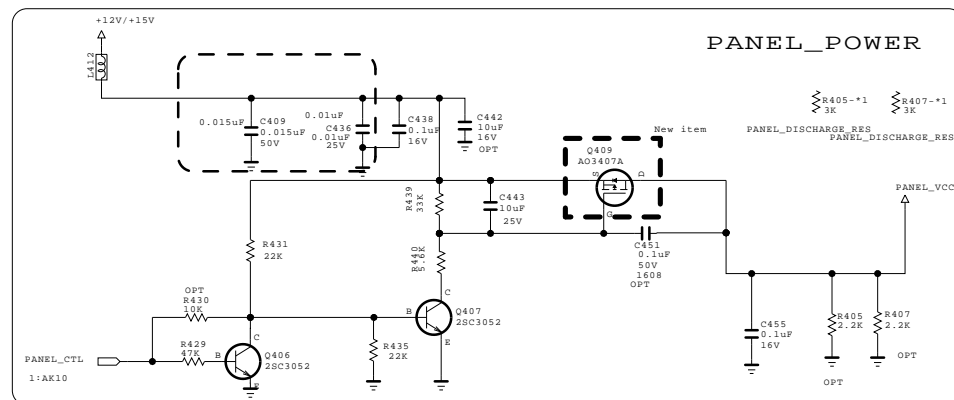 +12V/+15V
PANEL_POWER
L412
0.015uF
C409
0.015uF
50V
0.01uF
C436
0.01uF
25V
C438
0.1uF
16V
C442
10uF
16V
OPT
R405-*1
3K
R407-*1
3K
PANEL_DISCHARGE_RES
PANEL_DISCHARGE_RES
New item
Q409
AO3407A
S
D
G
PANEL_VCC
R439
33K
C443
10uF
25V
R431
22K
R440
5.6K
C451
0.1uF
50V
1608
OPT
OPT
R430
10K
C
B
Q407
2SC3052
E
R429
47K
C
B
Q406
2SC3052
E
R435
22K
PANEL_CTL
1:AK10
C455
0.1uF
16V
R405
2.2K
OPT
R407
2.2K
OPT